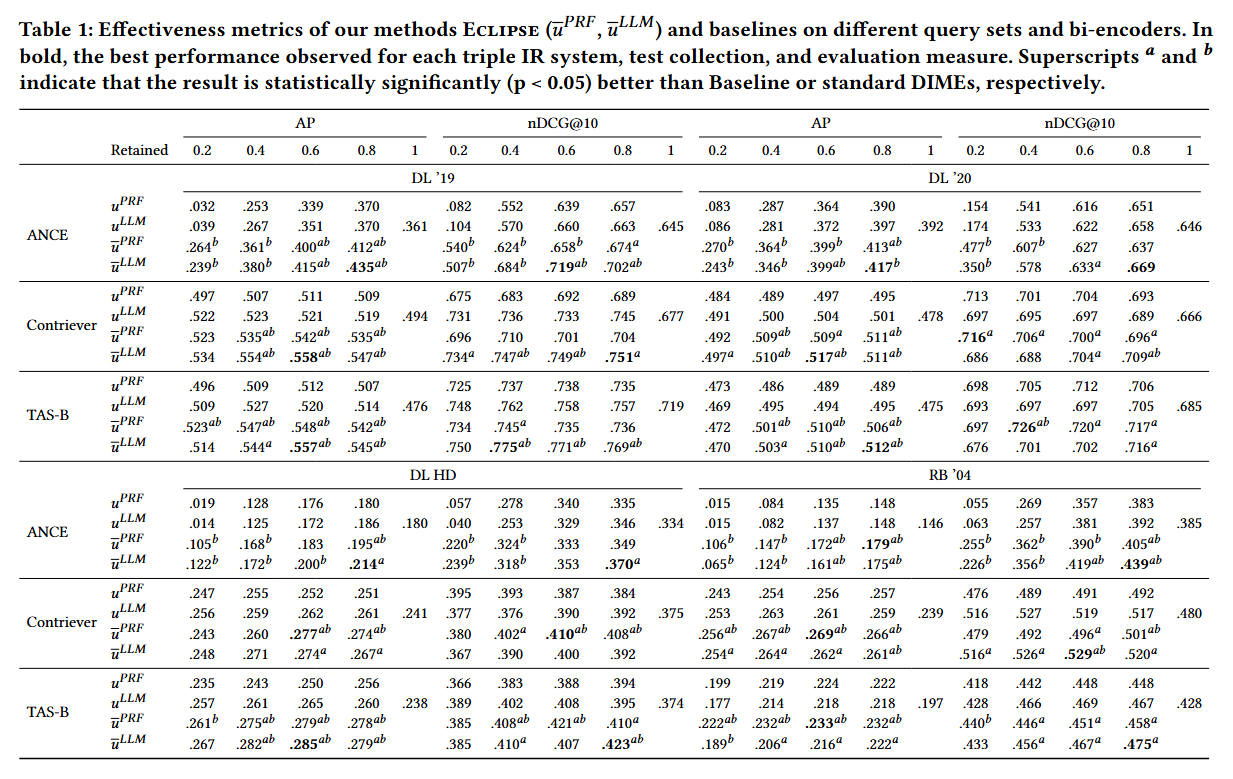 Table 1: Effectiveness metrics of our methods Eclipse (u̅^PRF, u̅^LLM) and baselines on different query sets and bi-encoders. In
bold, the best performance observed for each triple IR system, test collection, and evaluation measure. Superscripts ^a and ^b
indicate that the result is statistically significantly (p < 0.05) better than Baseline or standard DIMEs, respectively.
AP nDCG@10 AP nDCG@10
Retained 0.2 0.4 0.6 0.8 1 0.2 0.4 0.6 0.8 1 0.2 0.4 0.6 0.8 1 0.2 0.4 0.6 0.8 1
DL ’19 DL ’20
u^PRF .032 .253 .339 .370 .082 .552 .639 .657 .083 .287 .364 .390 .154 .541 .616 .651
ANCE u^LLM .039 .267 .351 .370 .361 .104 .570 .660 .663 .645 .086 .281 .372 .397 .392 .174 .533 .622 .658 .646
u̅^PRF .264^b .361^b .400^ab .412^ab .540^b .624^b .658^b .674^a .270^b .364^b .399^b .413^ab .477^b .607^b .627 .637
u̅^LLM .239^b .380^b .415^ab .435^ab .507^b .684^b .719^ab .702^ab .243^b .346^b .399^ab .417^b .350^b .578 .633^a .669
u^PRF .497 .507 .511 .509 .675 .683 .692 .689 .484 .489 .497 .495 .713 .701 .704 .693
Contriever u^LLM .522 .523 .521 .519 .494 .731 .736 .733 .745 .677 .491 .500 .504 .501 .478 .697 .695 .697 .689 .666
u̅^PRF .523 .535^ab .542^ab .535^ab .696 .710 .701 .704 .492 .509^ab .509^a .511^ab .716^a .706^a .700^a .696^a
u̅^LLM .534 .554^ab .558^ab .547^ab .734^a .747^ab .749^ab .751^a .497^a .510^ab .517^ab .511^ab .686 .688 .704^a .709^ab
u^PRF .496 .509 .512 .507 .725 .737 .738 .735 .473 .486 .489 .489 .698 .705 .712 .706
TAS-B u^LLM .509 .527 .520 .514 .476 .748 .762 .758 .757 .719 .469 .495 .494 .495 .475 .693 .697 .697 .705 .685
u̅^PRF .523^ab .547^ab .548^ab .542^ab .734 .745^a .735 .736 .472 .501^ab .510^ab .506^ab .697 .726^ab .720^a .717^a
u̅^LLM .514 .544^a .557^ab .545^ab .750 .775^ab .771^ab .769^ab .470 .503^a .510^ab .512^ab .676 .701 .702 .716^a
DL HD RB ’04
u^PRF .019 .128 .176 .180 .057 .278 .340 .335 .015 .084 .135 .148 .055 .269 .357 .383
ANCE u^LLM .014 .125 .172 .186 .180 .040 .253 .329 .346 .334 .015 .082 .137 .148 .146 .063 .257 .381 .392 .385
u̅^PRF .105^b .168^b .183 .195^ab .220^b .324^b .333 .349 .106^b .147^b .172^ab .179^ab .255^b .362^b .390^b .405^ab
u̅^LLM .122^b .172^b .200^b .214^a .239^b .318^b .353 .370^a .065^b .124^b .161^ab .175^ab .226^b .356^b .419^ab .439^ab
u^PRF .247 .255 .252 .251 .395 .393 .387 .384 .243 .254 .256 .257 .476 .489 .491 .492
Contriever u^LLM .256 .259 .262 .261 .241 .377 .376 .390 .392 .375 .253 .263 .261 .259 .239 .516 .527 .519 .517 .480
u̅^PRF .243 .260 .277^ab .274^ab .380 .402^a .410^ab .408^ab .256^ab .267^ab .269^ab .266^ab .479 .492 .496^a .501^ab
u̅^LLM .248 .271 .274^a .267^a .367 .390 .400 .392 .254^a .264^a .262^a .261^ab .516^a .526^a .529^ab .520^a
u^PRF .235 .243 .250 .256 .366 .383 .388 .394 .199 .219 .224 .222 .418 .442 .448 .448
TAS-B u^LLM .257 .261 .265 .260 .238 .389 .402 .408 .395 .374 .177 .214 .218 .218 .197 .428 .466 .469 .467 .428
u̅^PRF .261^b .275^ab .279^ab .278^ab .385 .408^ab .421^ab .410^a .222^ab .232^ab .233^ab .232^ab .440^b .446^a .451^a .458^a
u̅^LLM .267 .282^ab .285^ab .279^ab .385 .410^a .407 .423^ab .189^b .206^a .216^a .222^a .433 .456^a .467^a .475^a